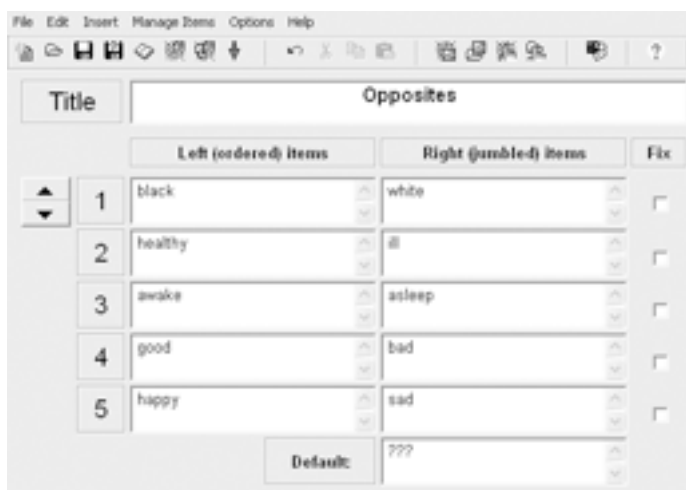 File Edit Insert Manage Items Options Help
?
Title Opposites
Left (ordered) items Right (jumbled) items Fix
1 black white
2 healthy ill
3 awake asleep
4 good bad
5 happy sad
Default: ???